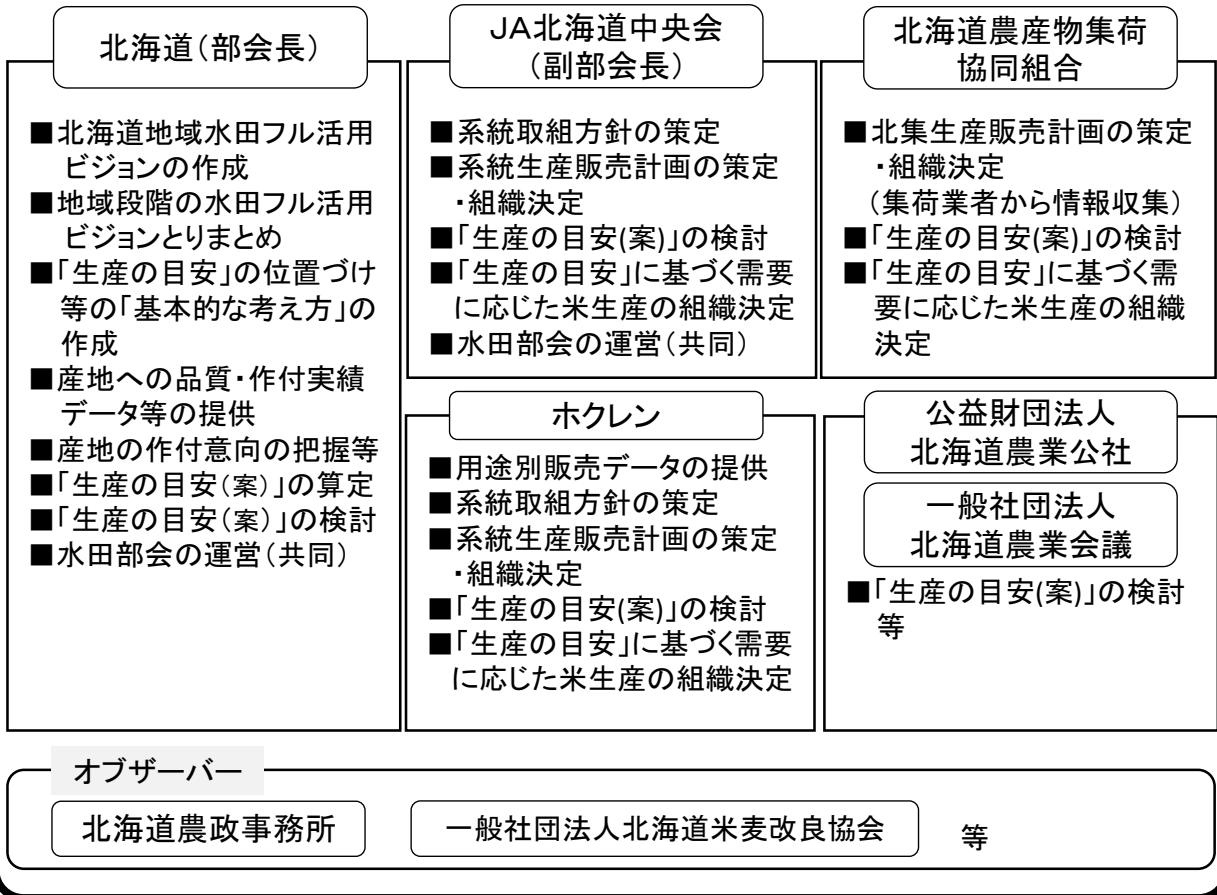 北海道（部会長）
■北海道地域水田フル活用
ビジョンの作成
■地域段階の水田フル活用
ビジョンとりまとめ
■「生産の目安」の位置づけ
等の「基本的な考え方」の
作成
■産地への品質・作付実績
データ等の提供
■産地の作付意向の把握等
■「生産の目安（案）」の算定
■「生産の目安（案）」の検討
■水田部会の運営（共同）
ＪＡ北海道中央会
（副部会長）
■系統取組方針の策定
■系統生産販売計画の策定
・組織決定
■「生産の目安(案)」の検討
■「生産の目安」に基づく需要
に応じた米生産の組織決定
■水田部会の運営（共同）
北海道農産物集荷
協同組合
■北集生産販売計画の策定
・組織決定
（集荷業者から情報収集）
■「生産の目安(案)」の検討
■「生産の目安」に基づく需
要に応じた米生産の組織
決定
ホクレン
■用途別販売データの提供
■系統取組方針の策定
■系統生産販売計画の策定
・組織決定
■「生産の目安(案)」の検討
■「生産の目安」に基づく需要
に応じた米生産の組織決定
公益財団法人
北海道農業公社
一般社団法人
北海道農業会議
■「生産の目安(案)」の検討
等
オブザーバー
北海道農政事務所
一般社団法人北海道米麦改良協会
等